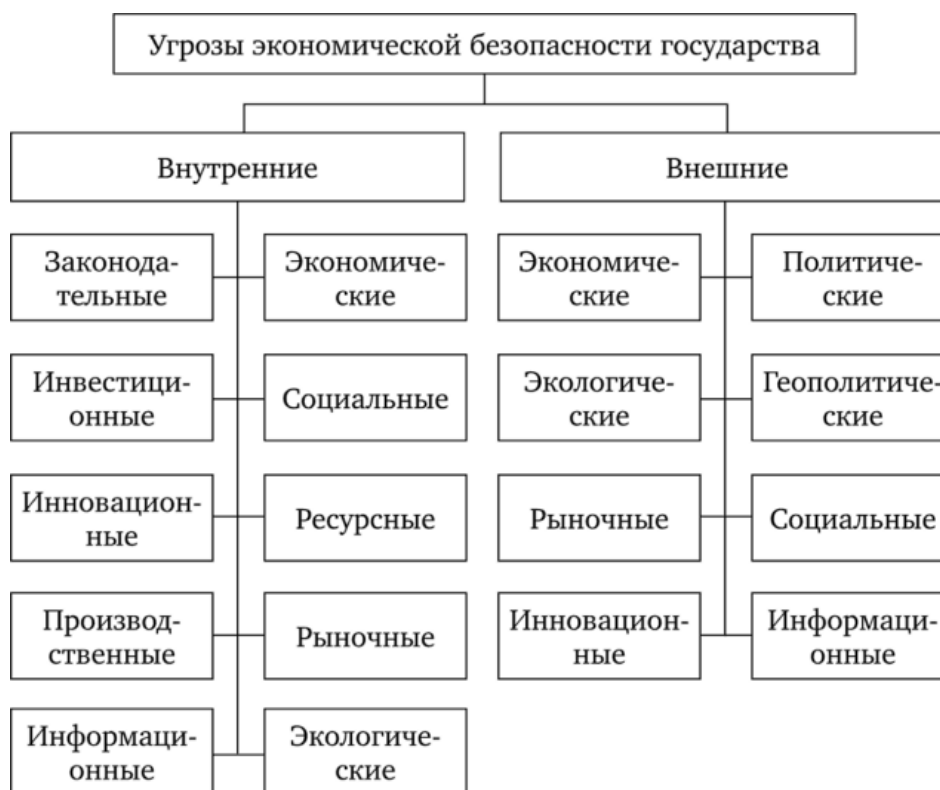 Угрозы экономической безопасности государства
Внутренние
Внешние
Законода-
тельные
Экономиче-
ские
Экономиче-
ские
Политиче-
ские
Инвестици-
онные
Социальные
Экологиче-
ские
Геополитиче-
ские
Инновацион-
ные
Ресурсные
Рыночные
Социальные
Производ-
ственные
Рыночные
Инновацион-
ные
Информаци-
онные
Информаци-
онные
Экологиче-
ские